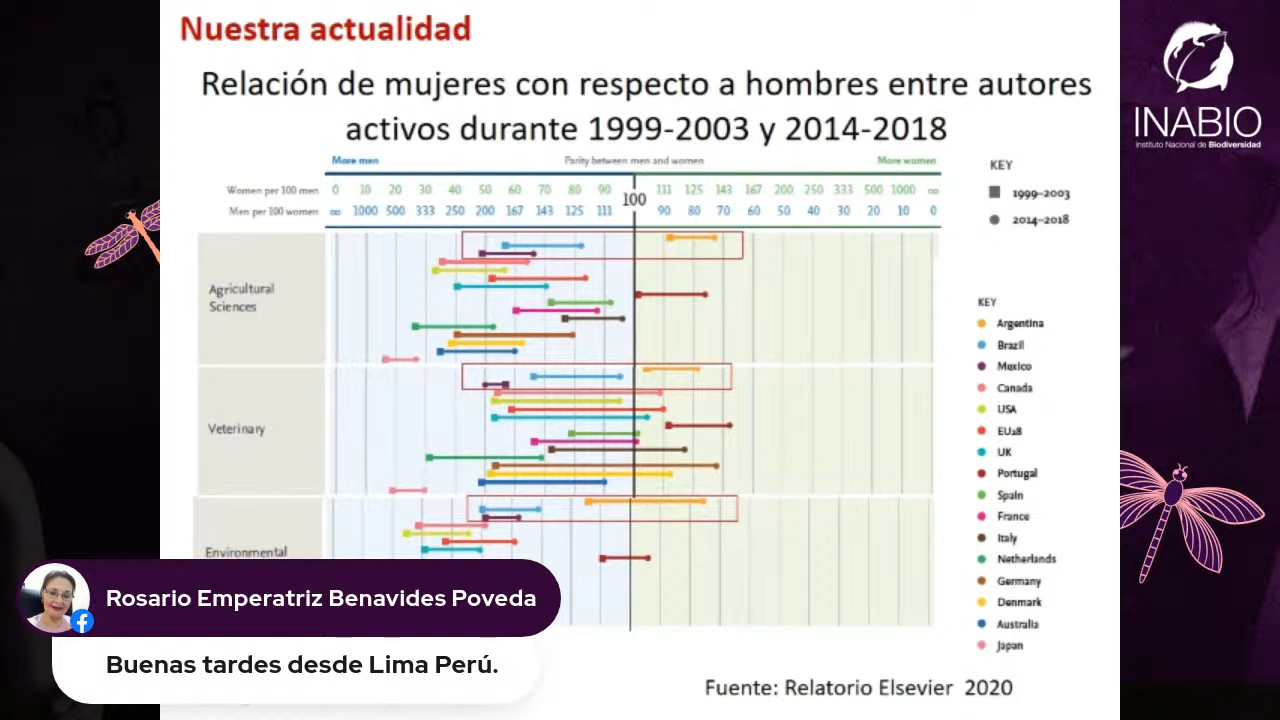 Nuestra actualidad
Relación de mujeres con respecto a hombres entre autores
activos durante 1999-2003 y 2014-2018
More men
Parity between men and women
More women
Women per 100 men 0 10 20 30 40 50 60 70 80 90 100 111 125 143 167 200 250 333 500 1000 ∞
Men per 100 women ∞ 1000 500 333 250 200 167 143 125 111 90 80 70 60 50 40 30 20 10 0
Agricultural
Sciences
Veterinary
Environmental
KEY
1999–2003
2014–2018
KEY
Argentina
Brazil
Mexico
Canada
USA
EU28
UK
Portugal
Spain
France
Italy
Netherlands
Germany
Denmark
Australia
Japan
Fuente: Relatorio Elsevier 2020
INABIO
Instituto Nacional de Biodiversidad
Rosario Emperatriz Benavides Poveda
Buenas tardes desde Lima Perú.